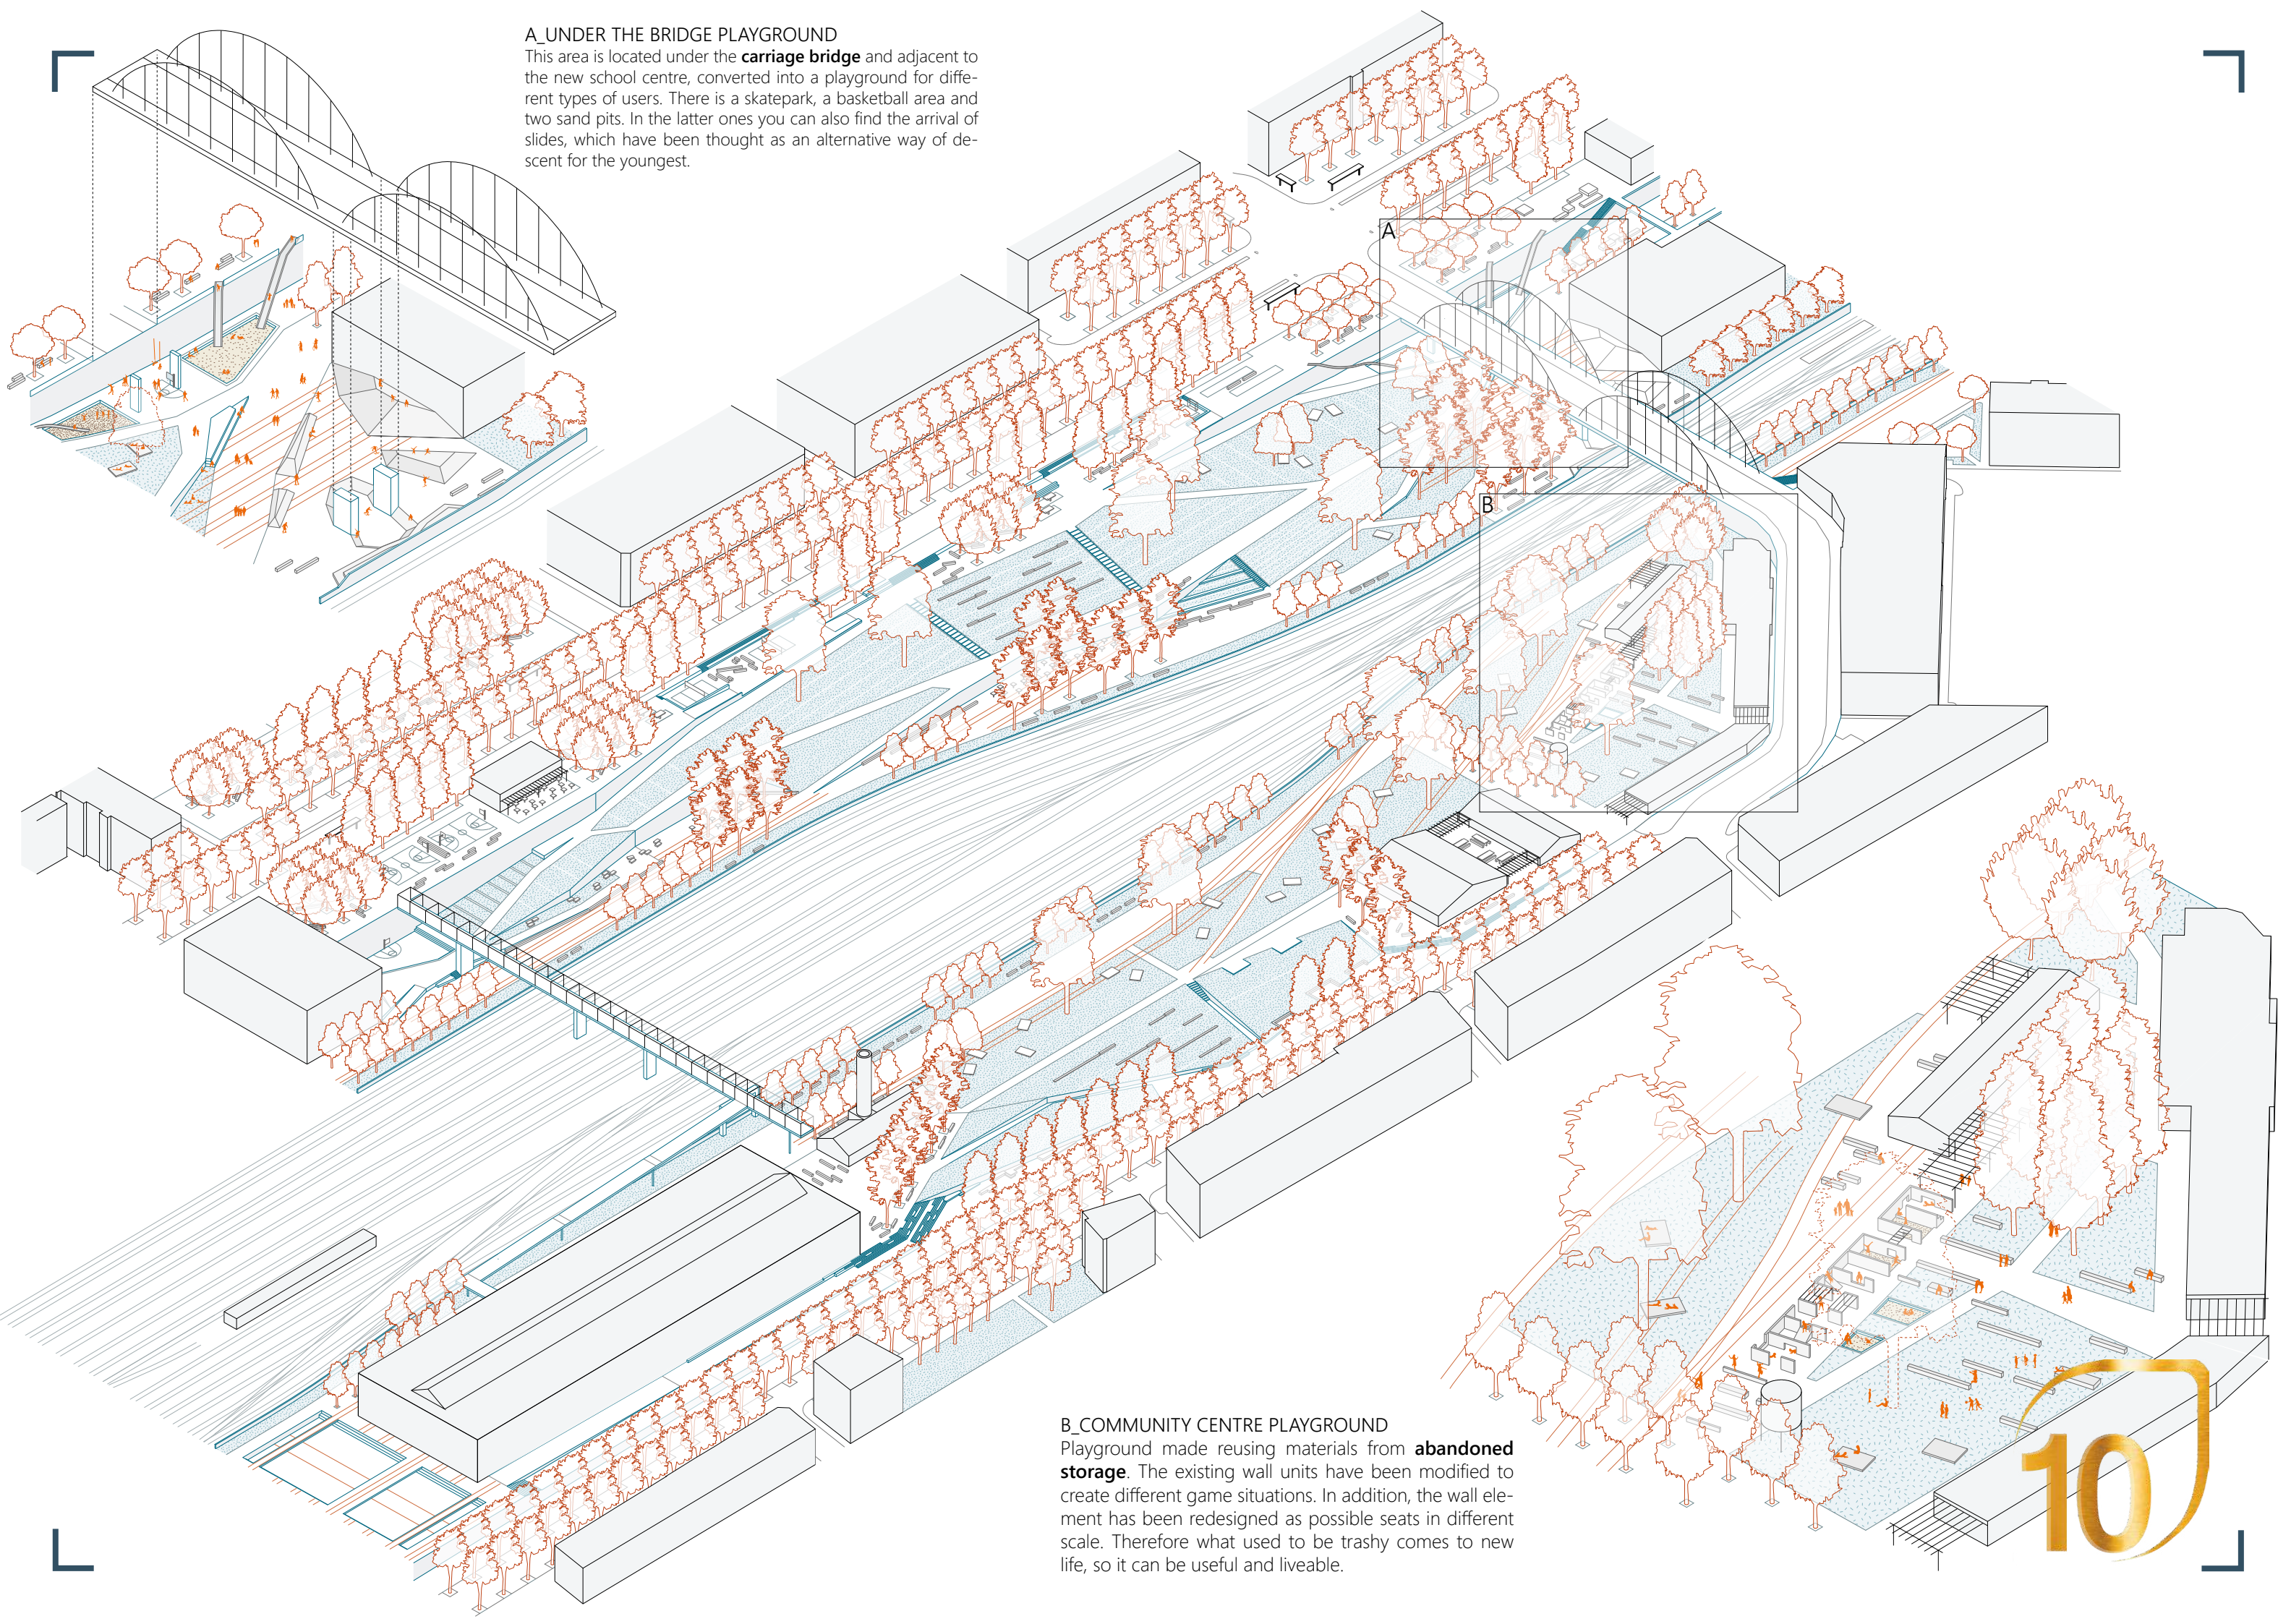 A_UNDER THE BRIDGE PLAYGROUND
This area is located under the carriage bridge and adjacent to
the new school centre, converted into a playground for diffe-
rent types of users. There is a skatepark, a basketball area and
two sand pits. In the latter ones you can also find the arrival of
slides, which have been thought as an alternative way of de-
scent for the youngest.
A
B
B_COMMUNITY CENTRE PLAYGROUND
Playground made reusing materials from abandoned
storage. The existing wall units have been modified to
create different game situations. In addition, the wall ele-
ment has been redesigned as possible seats in different
scale. Therefore what used to be trashy comes to new
life, so it can be useful and liveable.
10